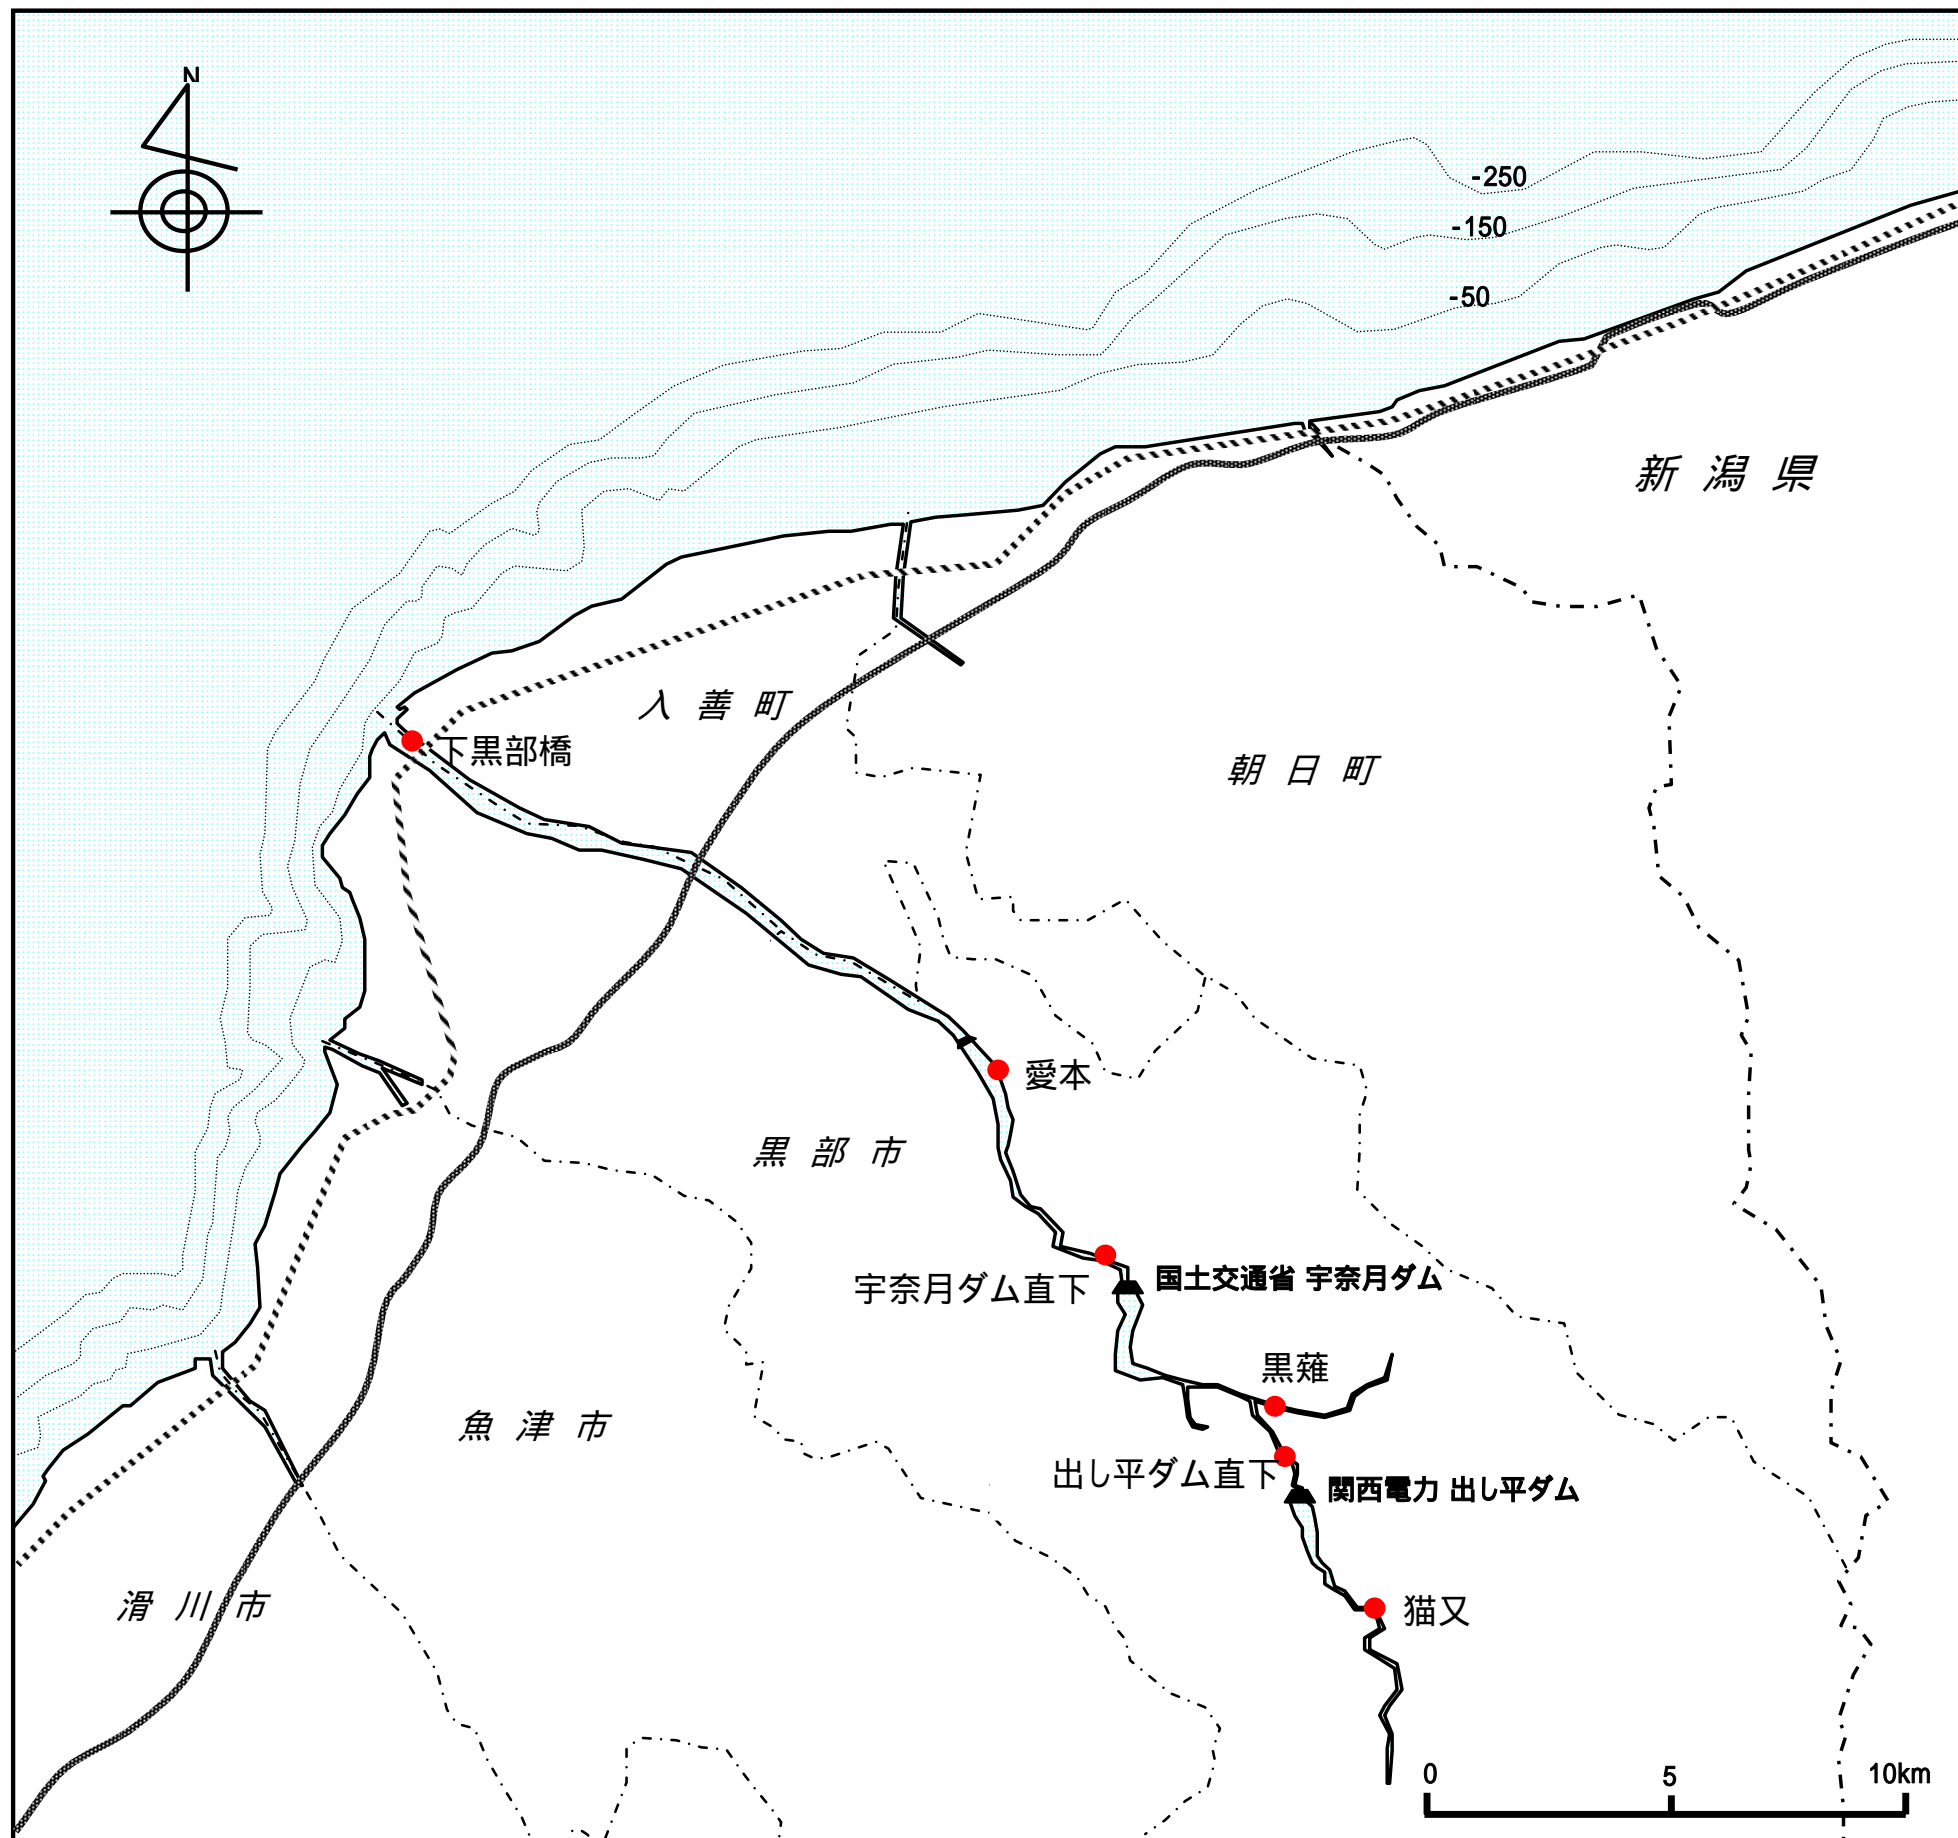 N
-250
-150
-50
新潟県
入善町
下黒部橋
朝日町
愛本
黒部市
宇奈月ダム直下
国土交通省 宇奈月ダム
黒薙
魚津市
出し平ダム直下
関西電力 出し平ダム
滑川市
猫又
0 5 10km